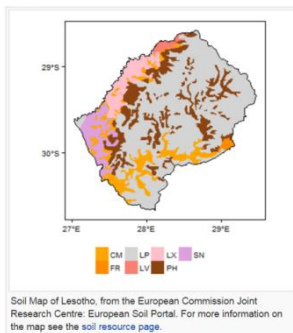 29°S
30°S
27°E 28°E 29°E
CM LP LX SN
FR LV PH
Soil Map of Lesotho, from the European Commission Joint
Research Centre: European Soil Portal. For more information on
the map see the soil resource page.